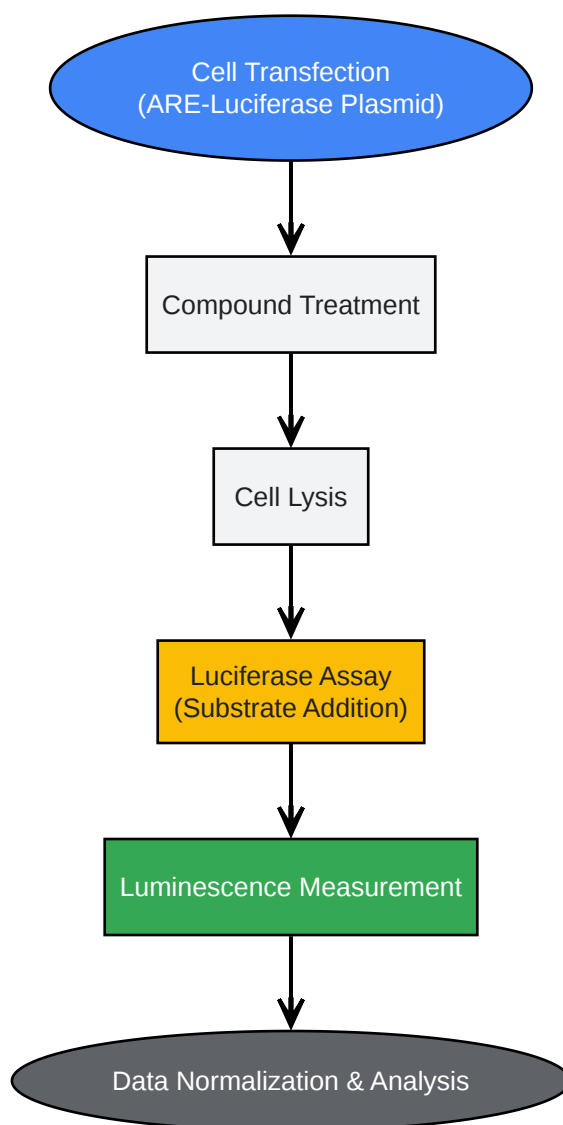 Cell Transfection
(ARE-Luciferase Plasmid)
Compound Treatment
Cell Lysis
Luciferase Assay
(Substrate Addition)
Luminescence Measurement
Data Normalization & Analysis